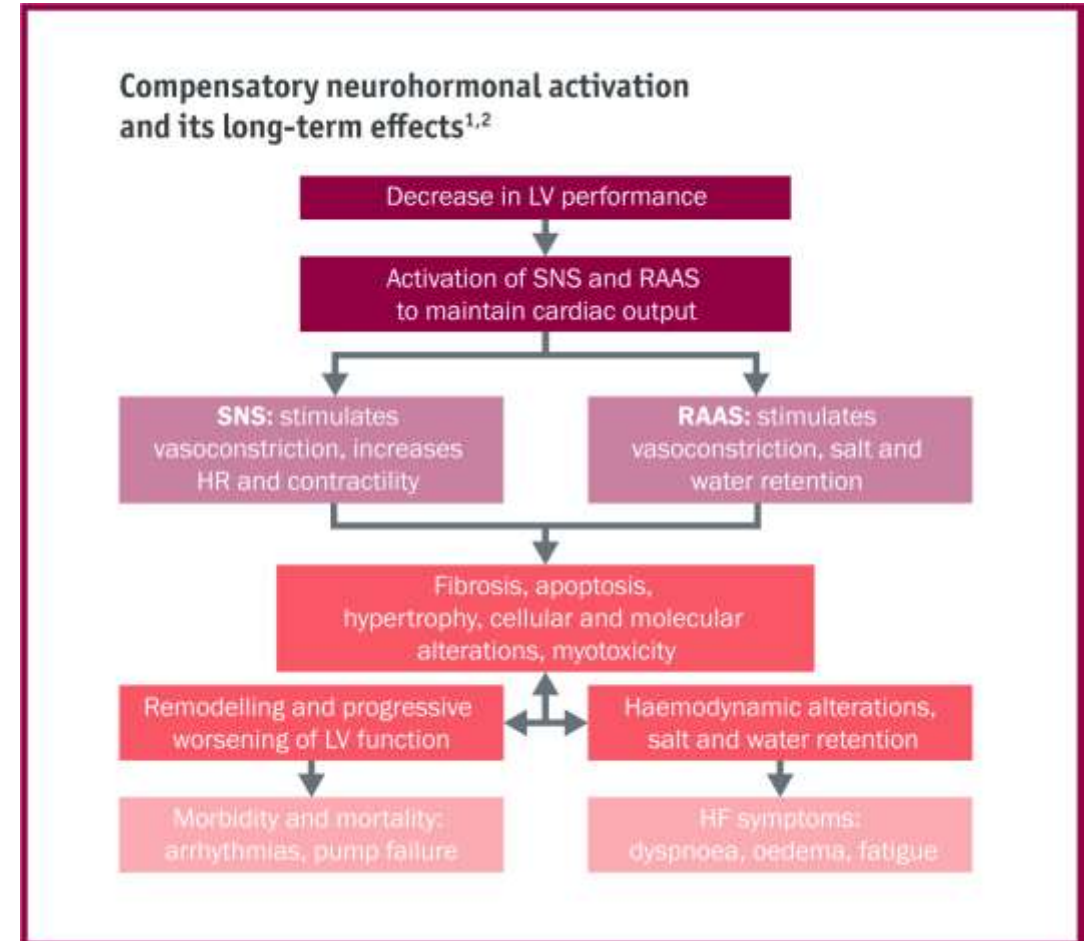 Compensatory neurohormonal activation
and its long-term effects1,2
Decrease in LV performance
Activation of SNS and RAAS
to maintain cardiac output
SNS: stimulates
vasoconstriction, increases
HR and contractility
RAAS: stimulates
vasoconstriction, salt and
water retention
Fibrosis, apoptosis,
hypertrophy, cellular and molecular
alterations, myotoxicity
Remodelling and progressive
worsening of LV function
Haemodynamic alterations,
salt and water retention
Morbidity and mortality:
arrhythmias, pump failure
HF symptoms:
dyspnoea, oedema, fatigue